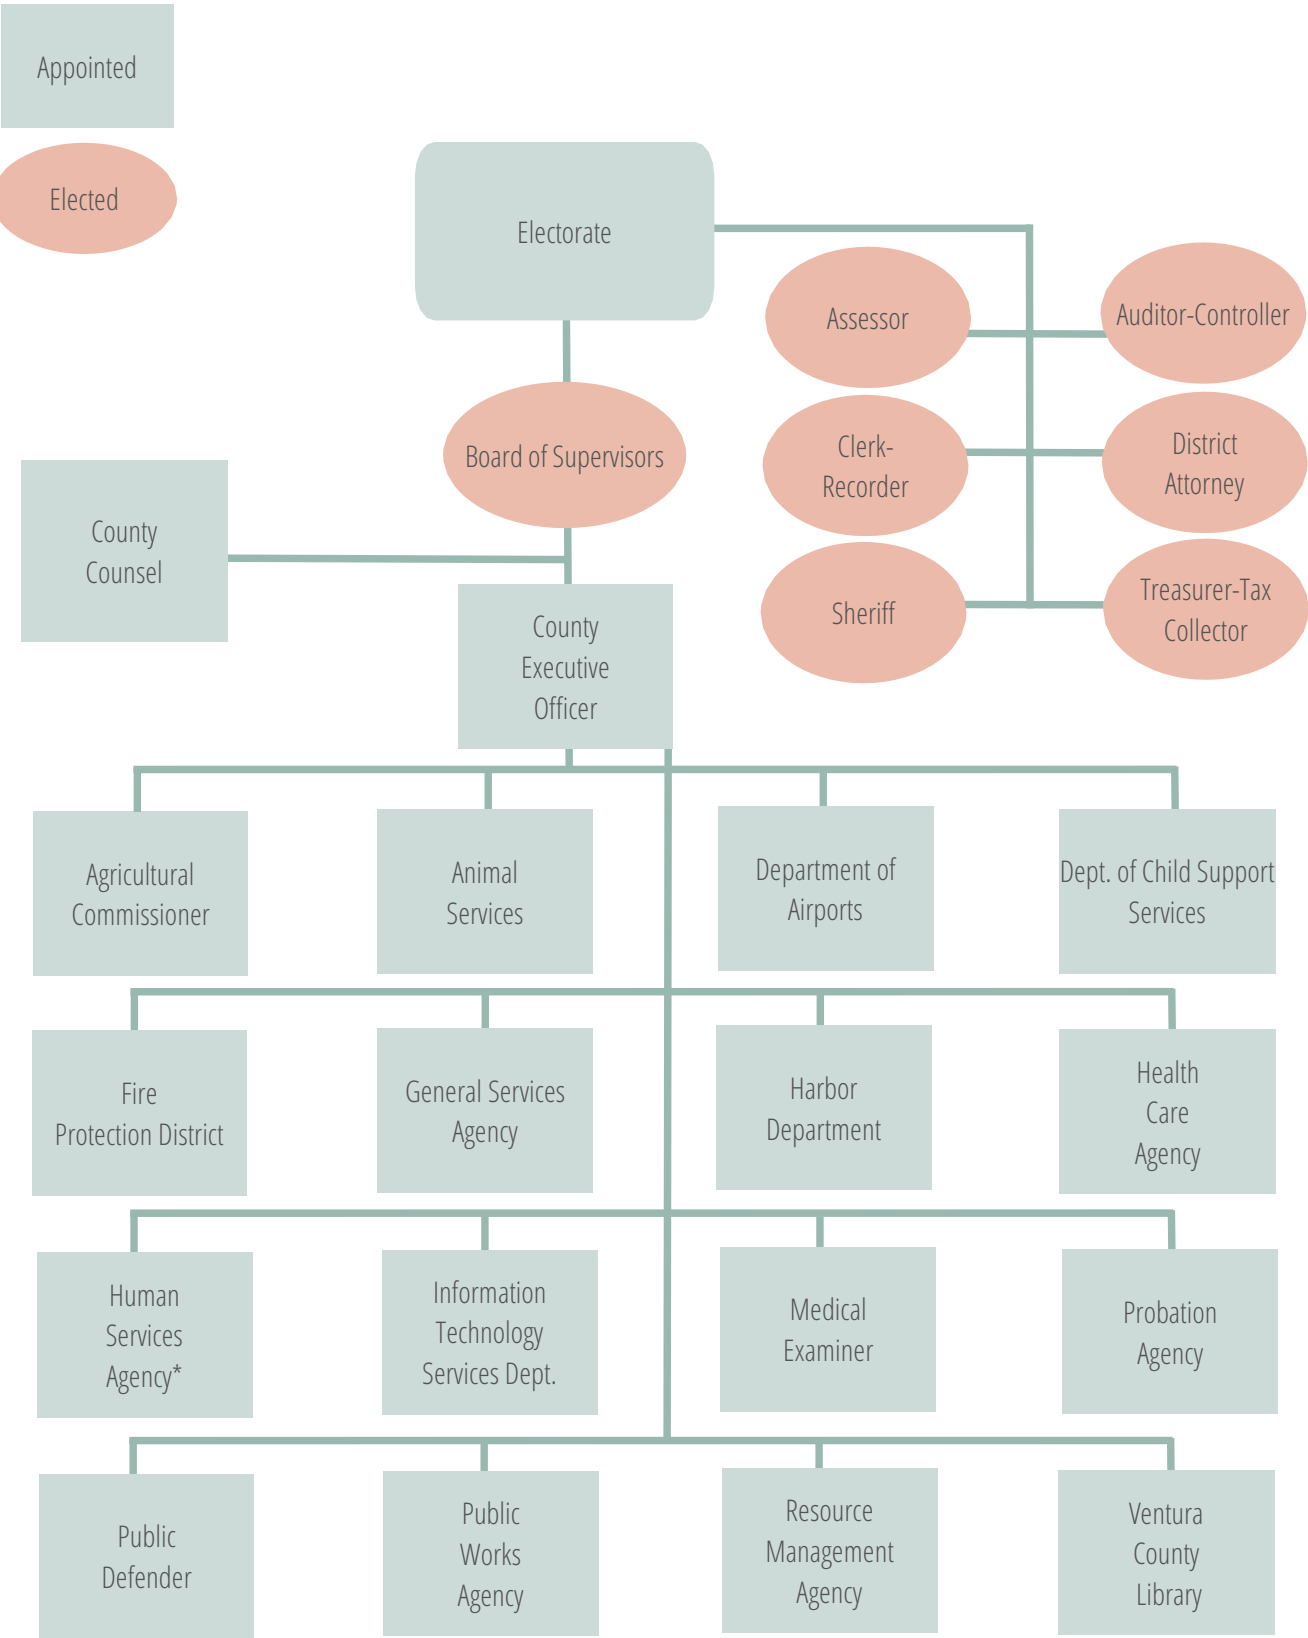 Appointed
Elected
Electorate
Assessor
Auditor-Controller
Board of Supervisors
Clerk-
Recorder
District
Attorney
County
Counsel
Sheriff
Treasurer-Tax
Collector
County
Executive
Officer
Agricultural
Commissioner
Animal
Services
Department of
Airports
Dept. of Child Support
Services
Fire
Protection District
General Services
Agency
Harbor
Department
Health
Care
Agency
Human
Services
Agency*
Information
Technology
Services Dept.
Medical
Examiner
Probation
Agency
Public
Defender
Public
Works
Agency
Resource
Management
Agency
Ventura
County
Library